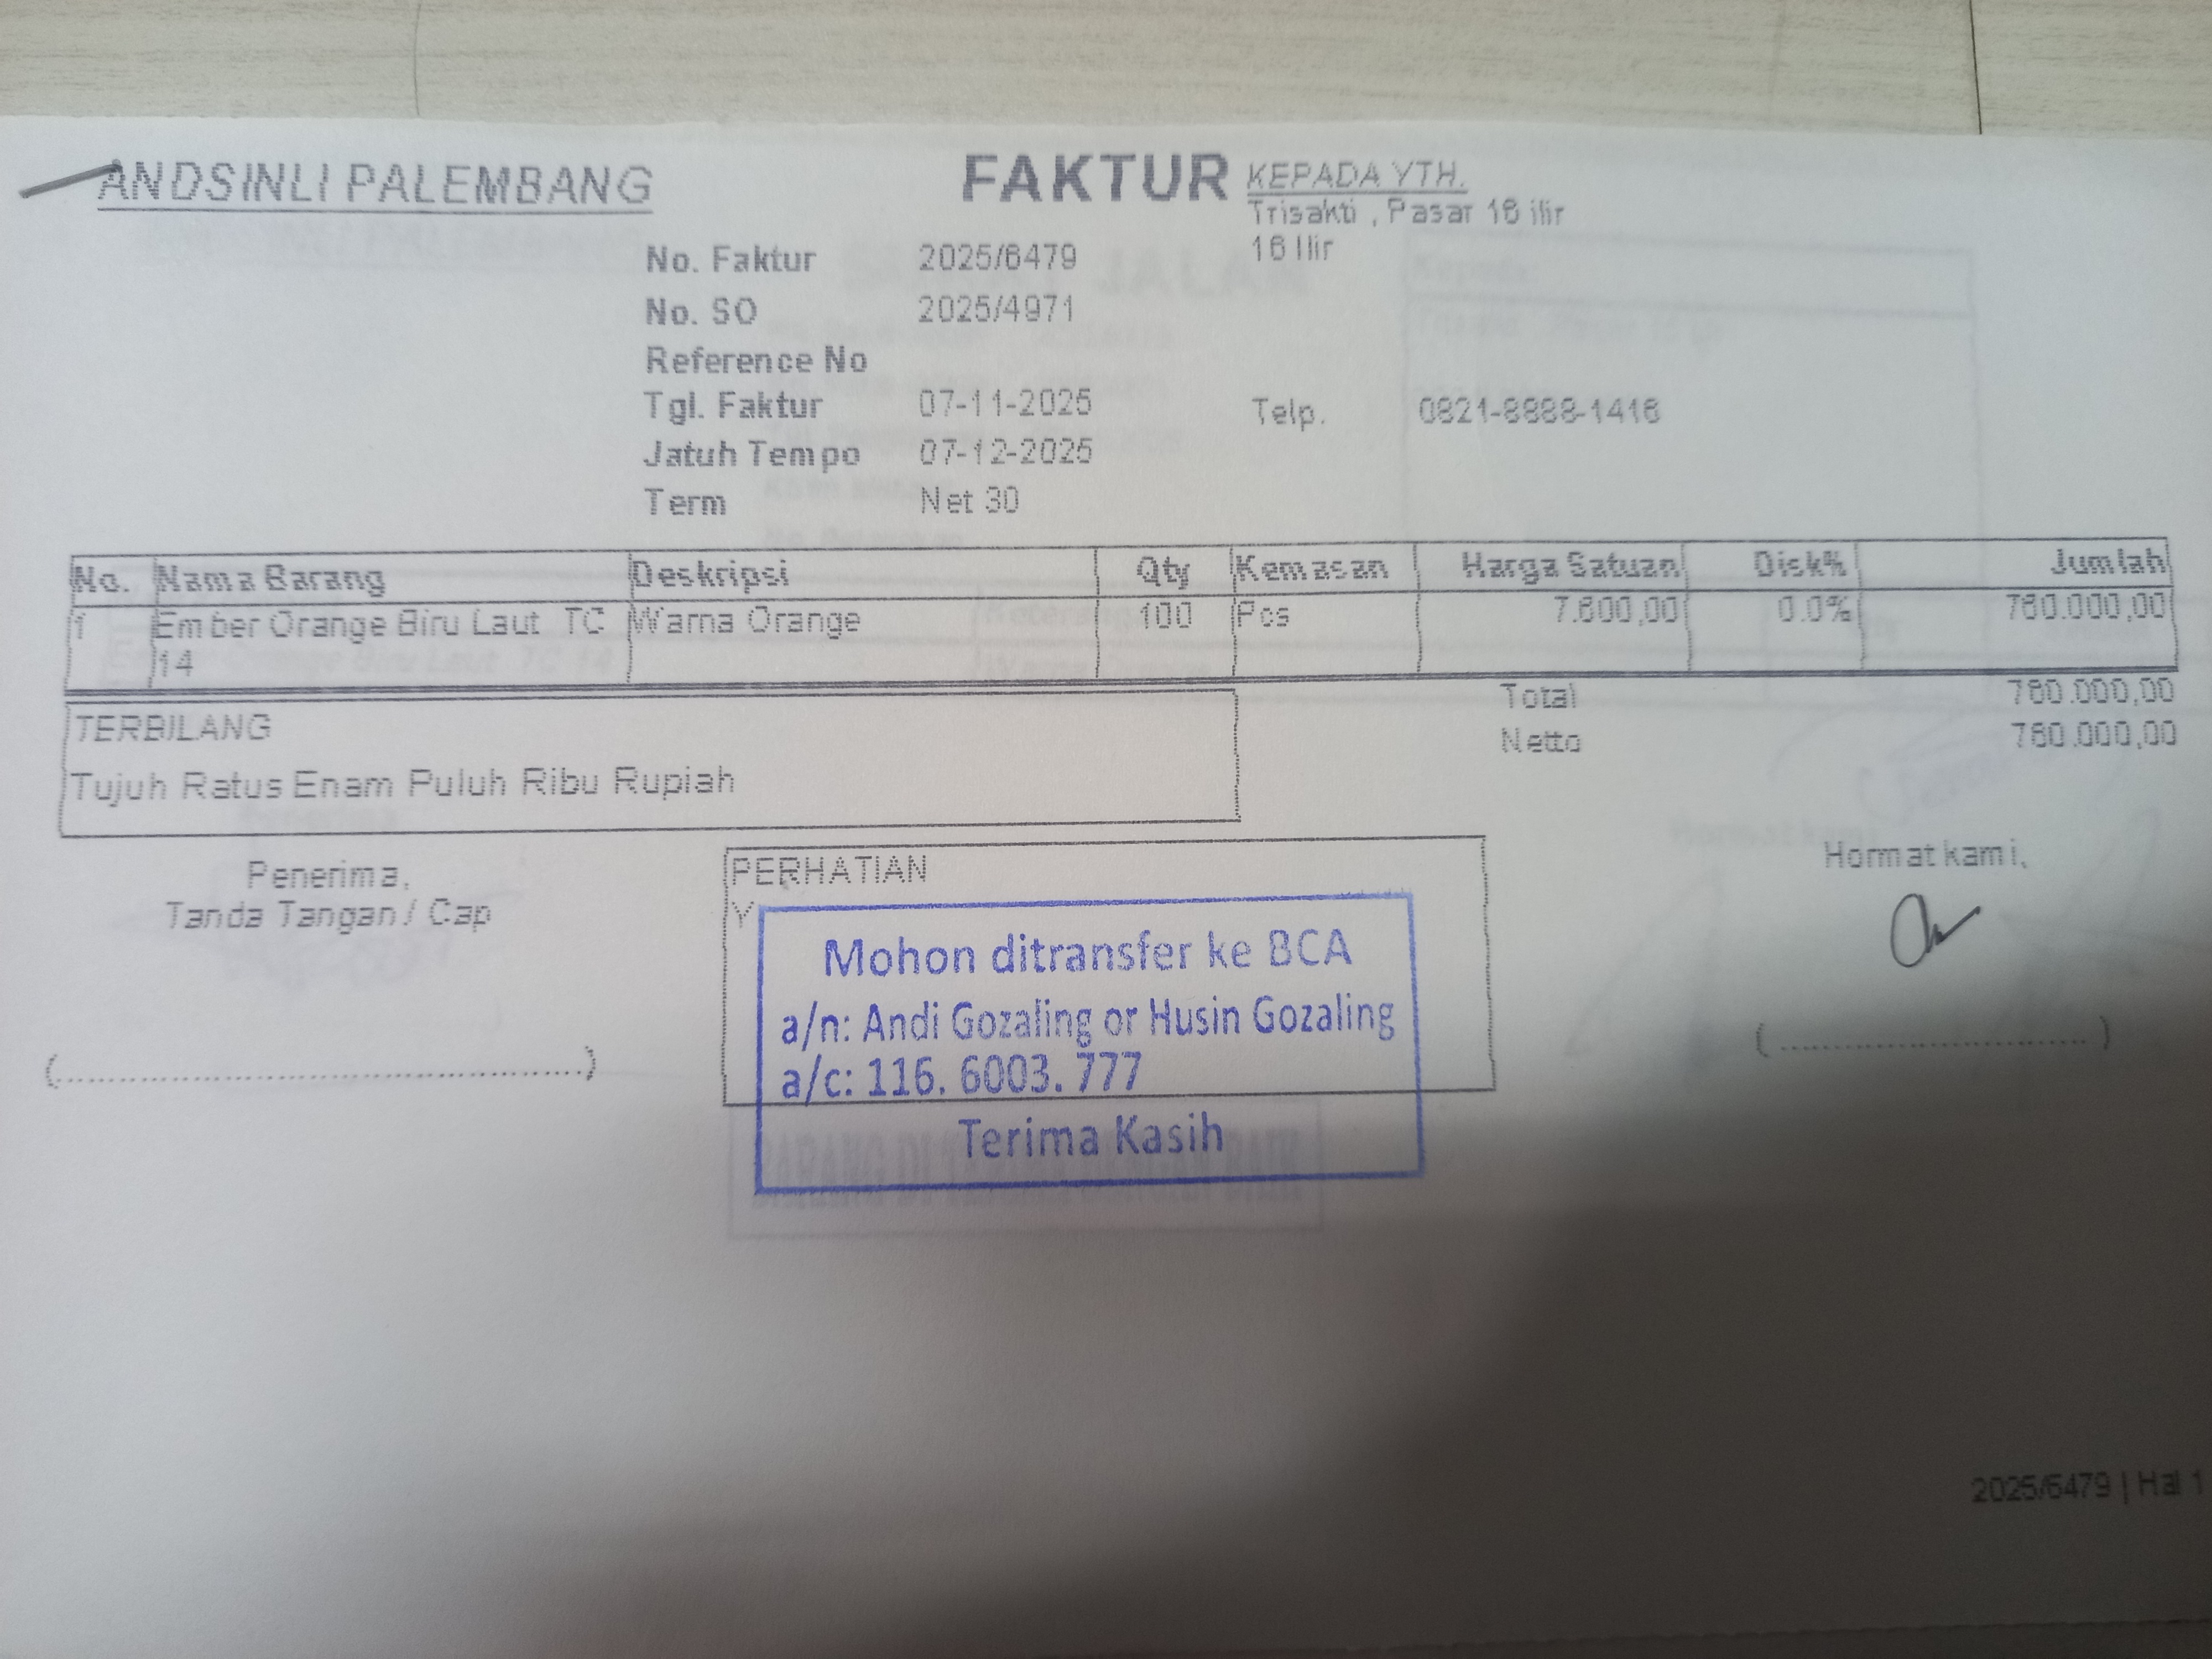 ANDSINLI PALEMBANG
FAKTUR
KEPADA YTH.
Trisakti , Pasar 16 ilir
16 Ilir
No. Faktur 2025/6479
No. SO 2025/4971
Reference No
Tgl. Faktur 07-11-2025
Telp. 0821-8888-1416
Jatuh Tempo 07-12-2025
Term Net 30
No. Nama Barang Deskripsi Qty Kemasan Harga Satuan Disk% Jumlah
1 Ember Orange Biru Laut TC Warna Orange 100 Pcs 7.600,00 0.0% 760.000,00
14
Total 760.000,00
Netto 760.000,00
TERBILANG
Tujuh Ratus Enam Puluh Ribu Rupiah
Penerima,
Tanda Tangan / Cap
(....................................................)
PERHATIAN
Y
Mohon ditransfer ke BCA
a/n: Andi Gozaling or Husin Gozaling
a/c: 116. 6003. 777
Terima Kasih
Hormat kami,
(................................)
2025/6479 | Hal 1